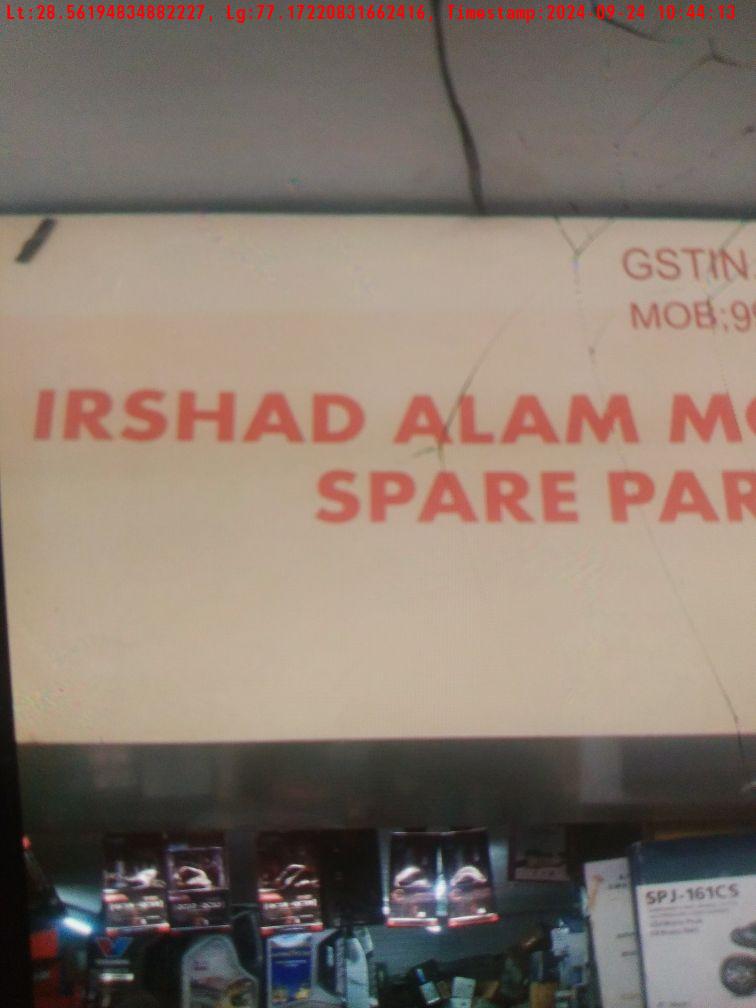 Lt:28.56194834882227, Lg:77.17220831662416, Timestamp:2024-09-24 10:44:13
GSTIN:
MOB;99
IRSHAD ALAM MO
SPARE PAR
SPJ-161CS